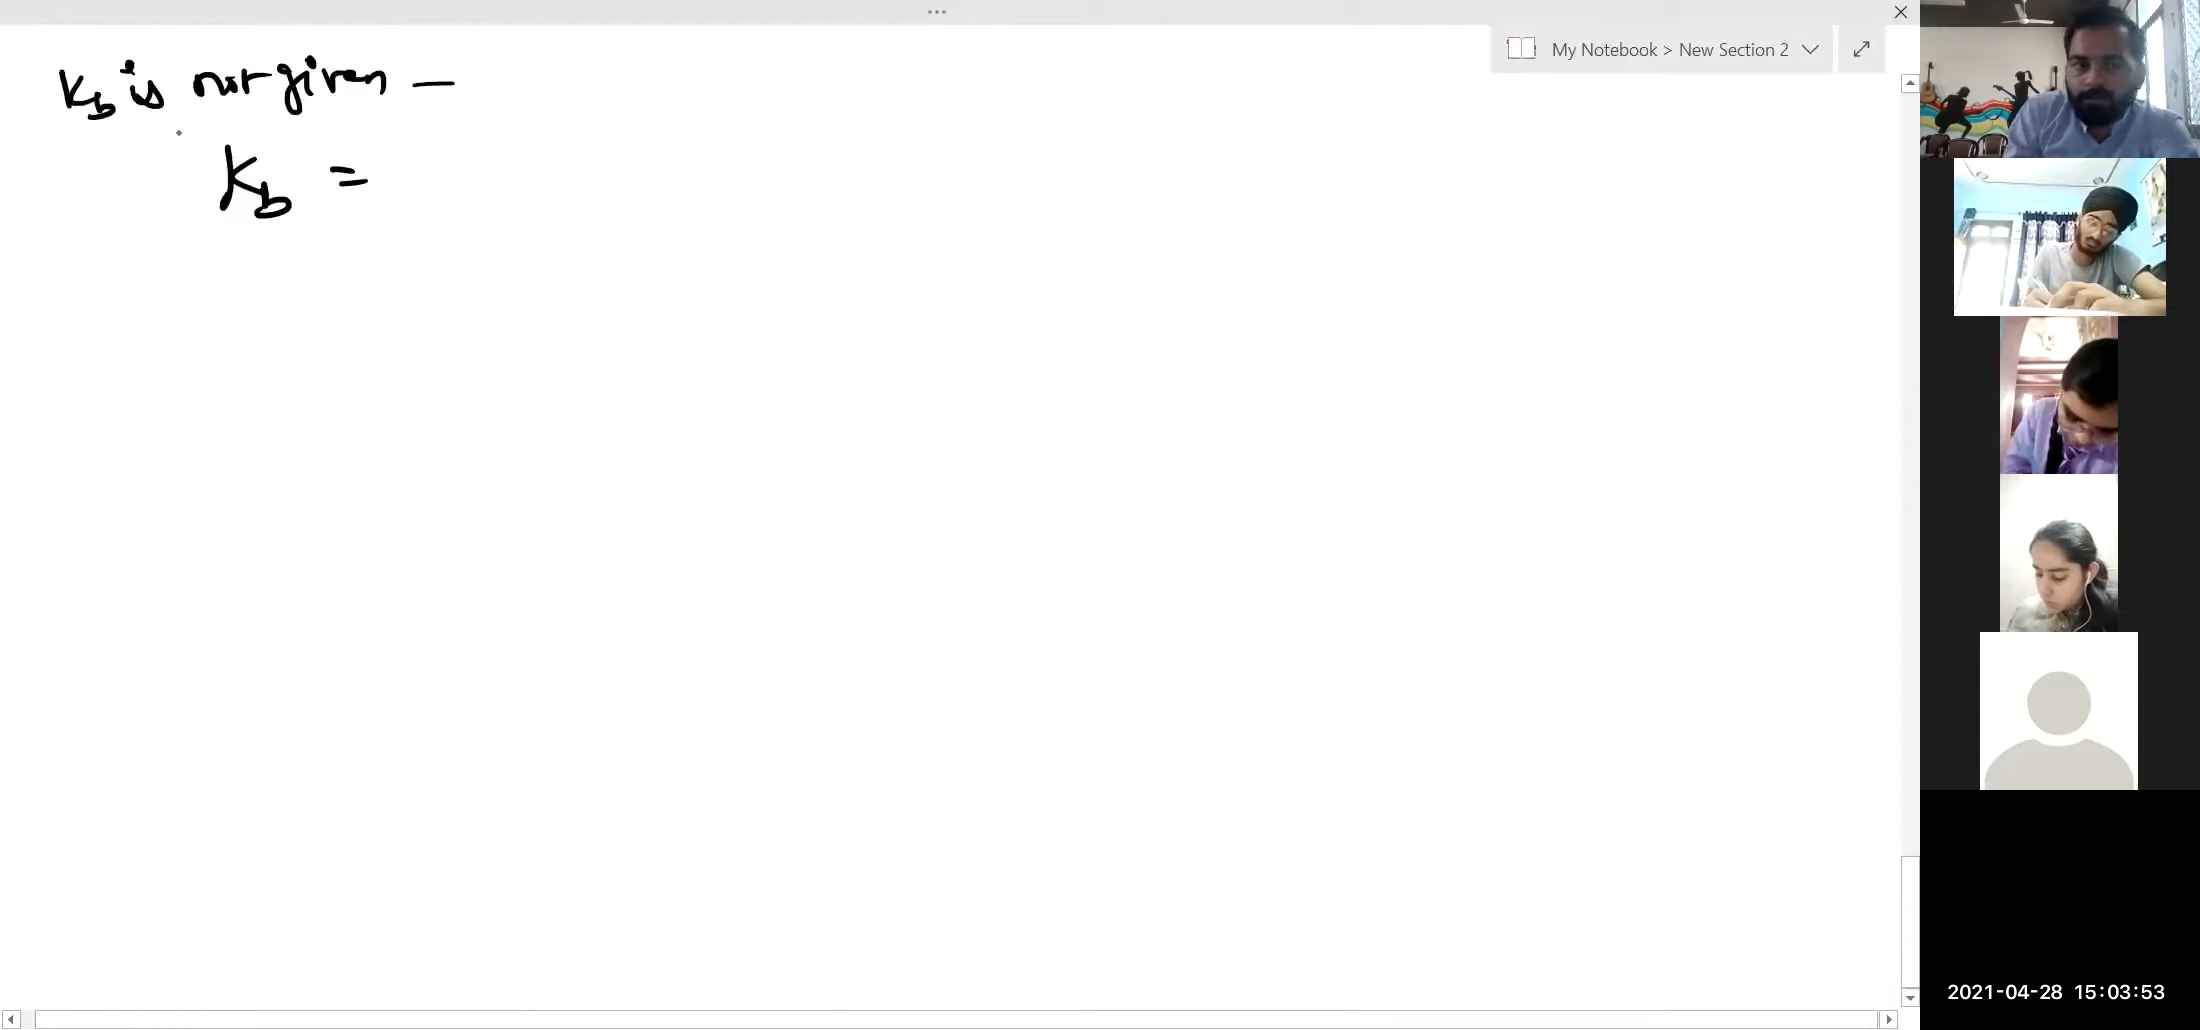 My Notebook > New Section 2
Kb is not given —
Kb =
2021-04-28 15:03:53